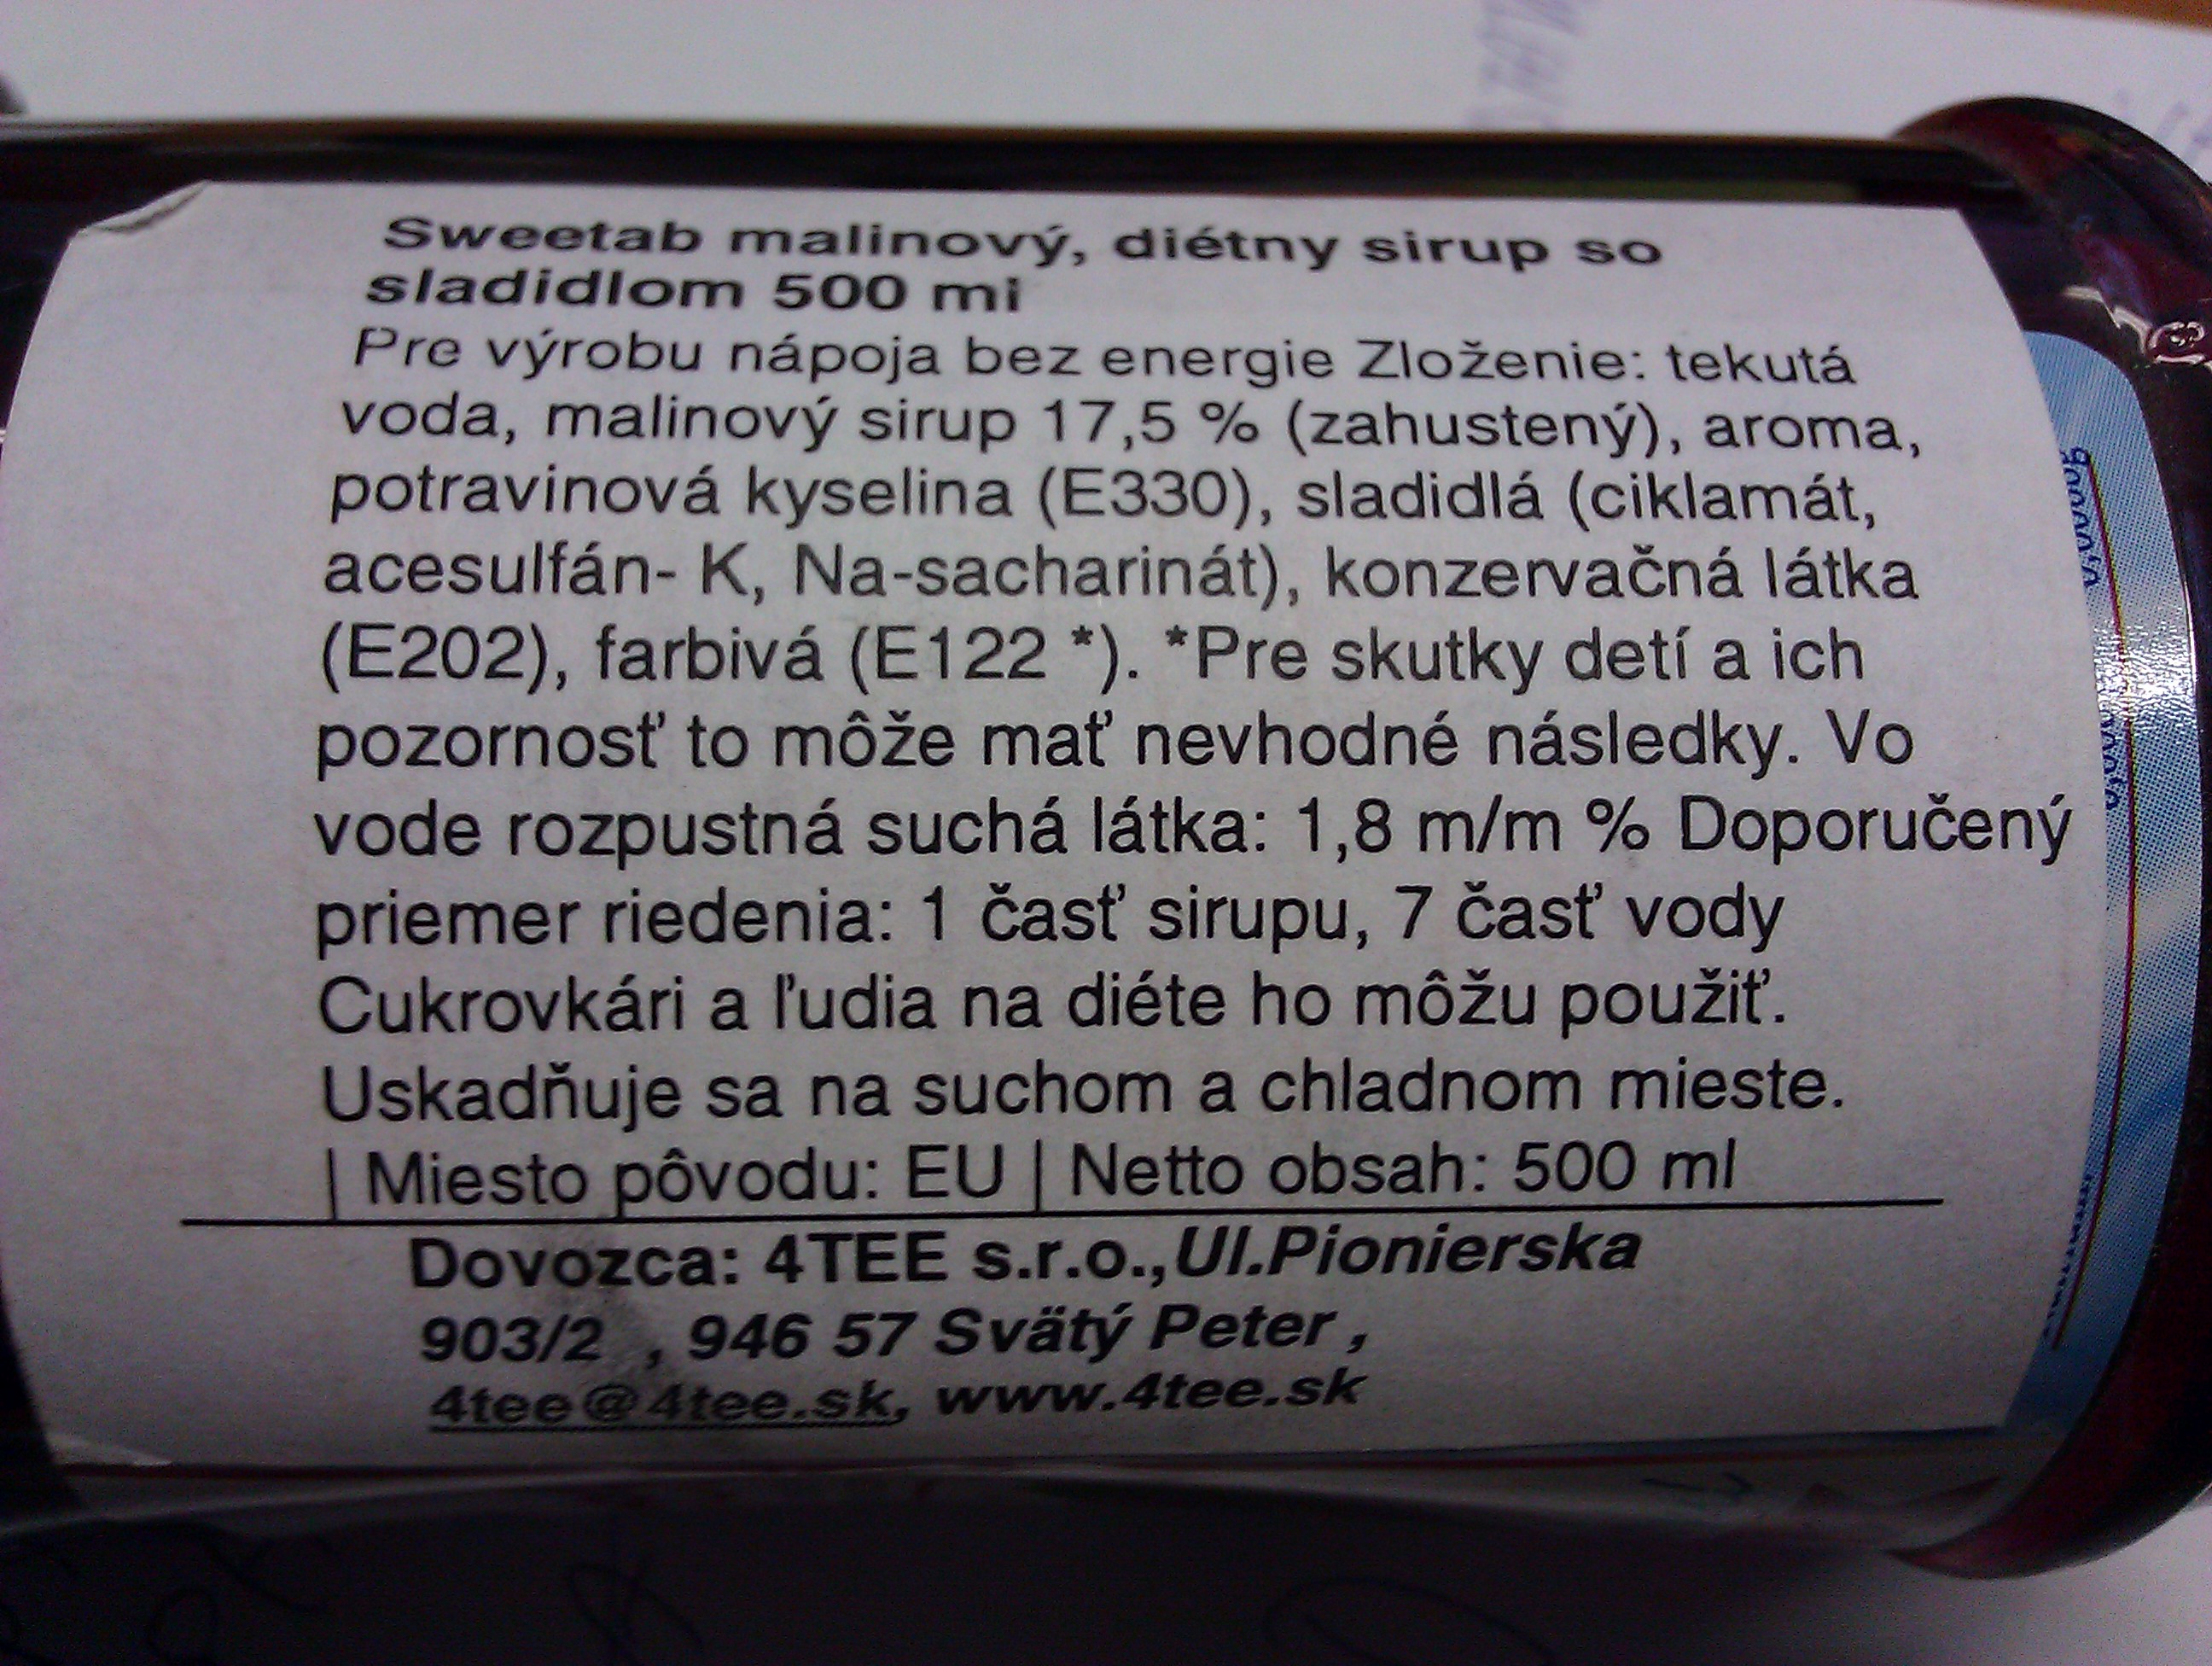 Sweetab malinový, diétny sirup so
sladidlom 500 ml
Pre výrobu nápoja bez energie Zloženie: tekutá
voda, malinový sirup 17,5 % (zahustený), aroma,
potravinová kyselina (E330), sladidlá (ciklamát,
acesulfán- K, Na-sacharinát), konzervačná látka
(E202), farbivá (E122 *). *Pre skutky detí a ich
pozornosť to môže mať nevhodné následky. Vo
vode rozpustná suchá látka: 1,8 m/m % Doporučený
priemer riedenia: 1 časť sirupu, 7 časť vody
Cukrovkári a ľudia na diéte ho môžu použiť.
Uskadňuje sa na suchom a chladnom mieste.
| Miesto pôvodu: EU | Netto obsah: 500 ml
Dovozca: 4TEE s.r.o.,Ul.Pionierska
903/2 , 946 57 Svätý Peter ,
4tee@4tee.sk, www.4tee.sk